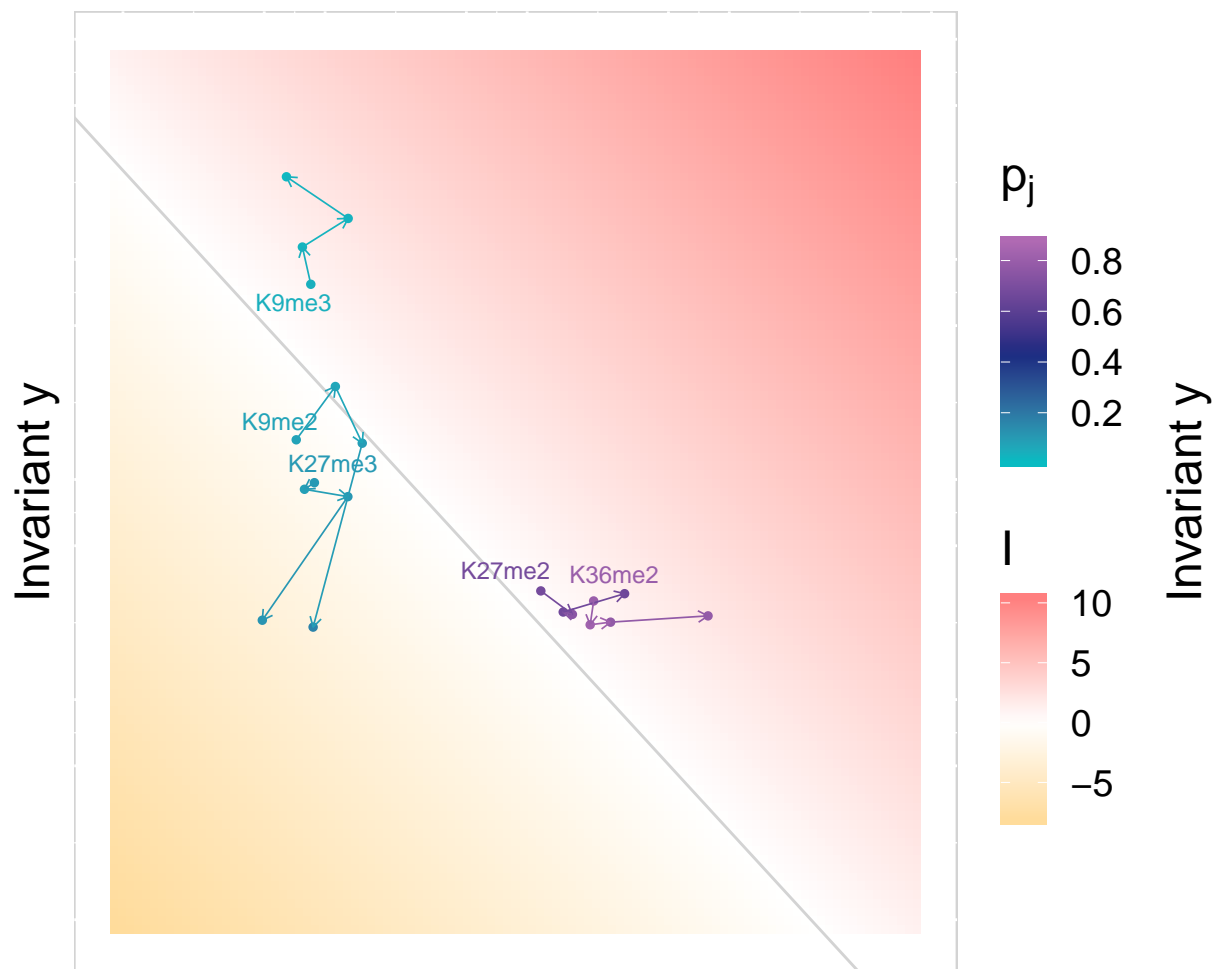 Invariant y
K9me3
K9me2
K27me3
K27me2
K36me2
pj
0.8
0.6
0.4
0.2
I
10
5
0
−5
Invariant y